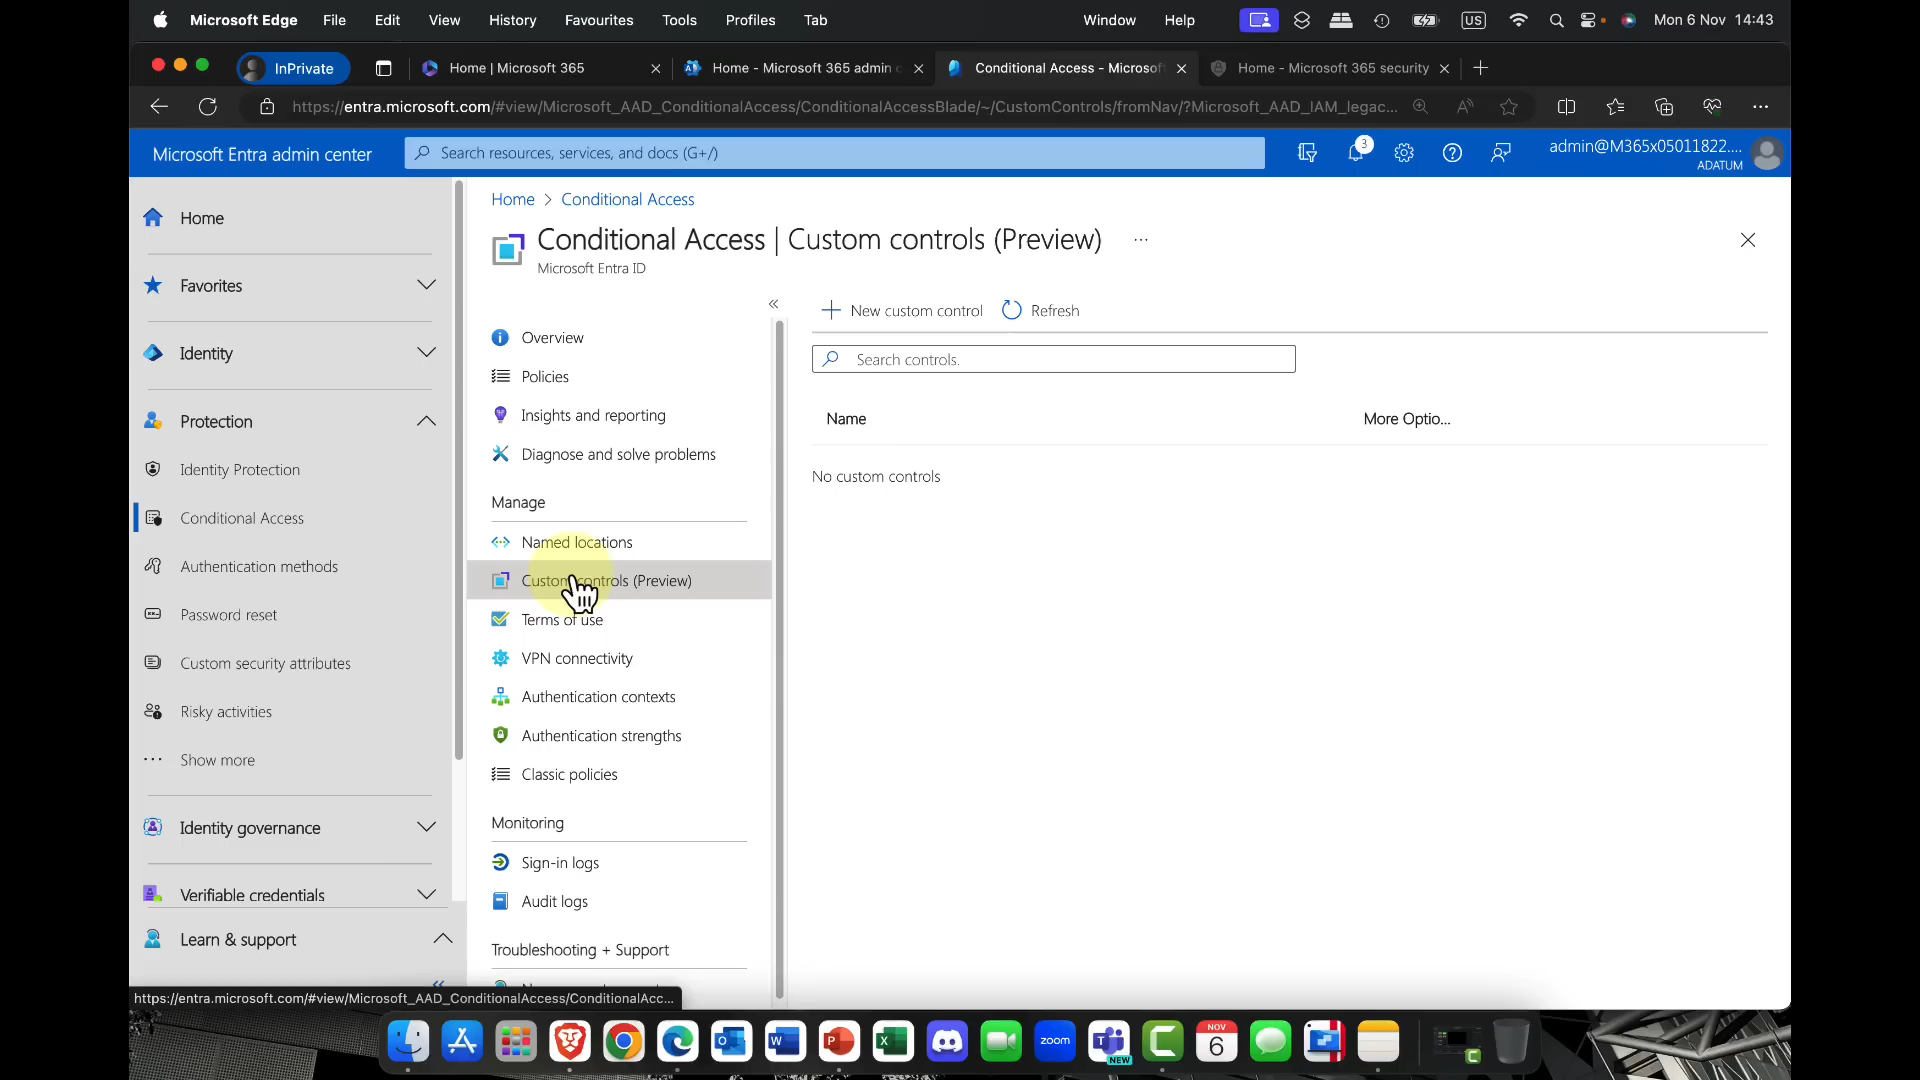 Microsoft Edge File Edit View History Favourites Tools Profiles Tab Window Help US Mon 6 Nov 14:43
InPrivate Home | Microsoft 365 Home - Microsoft 365 admin c Conditional Access - Microsof Home - Microsoft 365 security
https://entra.microsoft.com/#view/Microsoft_AAD_ConditionalAccess/ConditionalAccessBlade/~/CustomControls/fromNav/?Microsoft_AAD_IAM_legac...
Microsoft Entra admin center
Search resources, services, and docs (G+/)
3
admin@M365x05011822....
ADATUM
Home
Favorites
Identity
Protection
Identity Protection
Conditional Access
Authentication methods
Password reset
Custom security attributes
Risky activities
Show more
Identity governance
Verifiable credentials
Learn & support
Home > Conditional Access
Conditional Access | Custom controls (Preview) ...
Microsoft Entra ID
Overview
Policies
Insights and reporting
Diagnose and solve problems
Manage
Named locations
Custom controls (Preview)
Terms of use
VPN connectivity
Authentication contexts
Authentication strengths
Classic policies
Monitoring
Sign-in logs
Audit logs
Troubleshooting + Support
New custom control Refresh
Search controls.
Name More Optio...
No custom controls
https://entra.microsoft.com/#view/Microsoft_AAD_ConditionalAccess/ConditionalAcc...
NOV
6
zoom
NEW